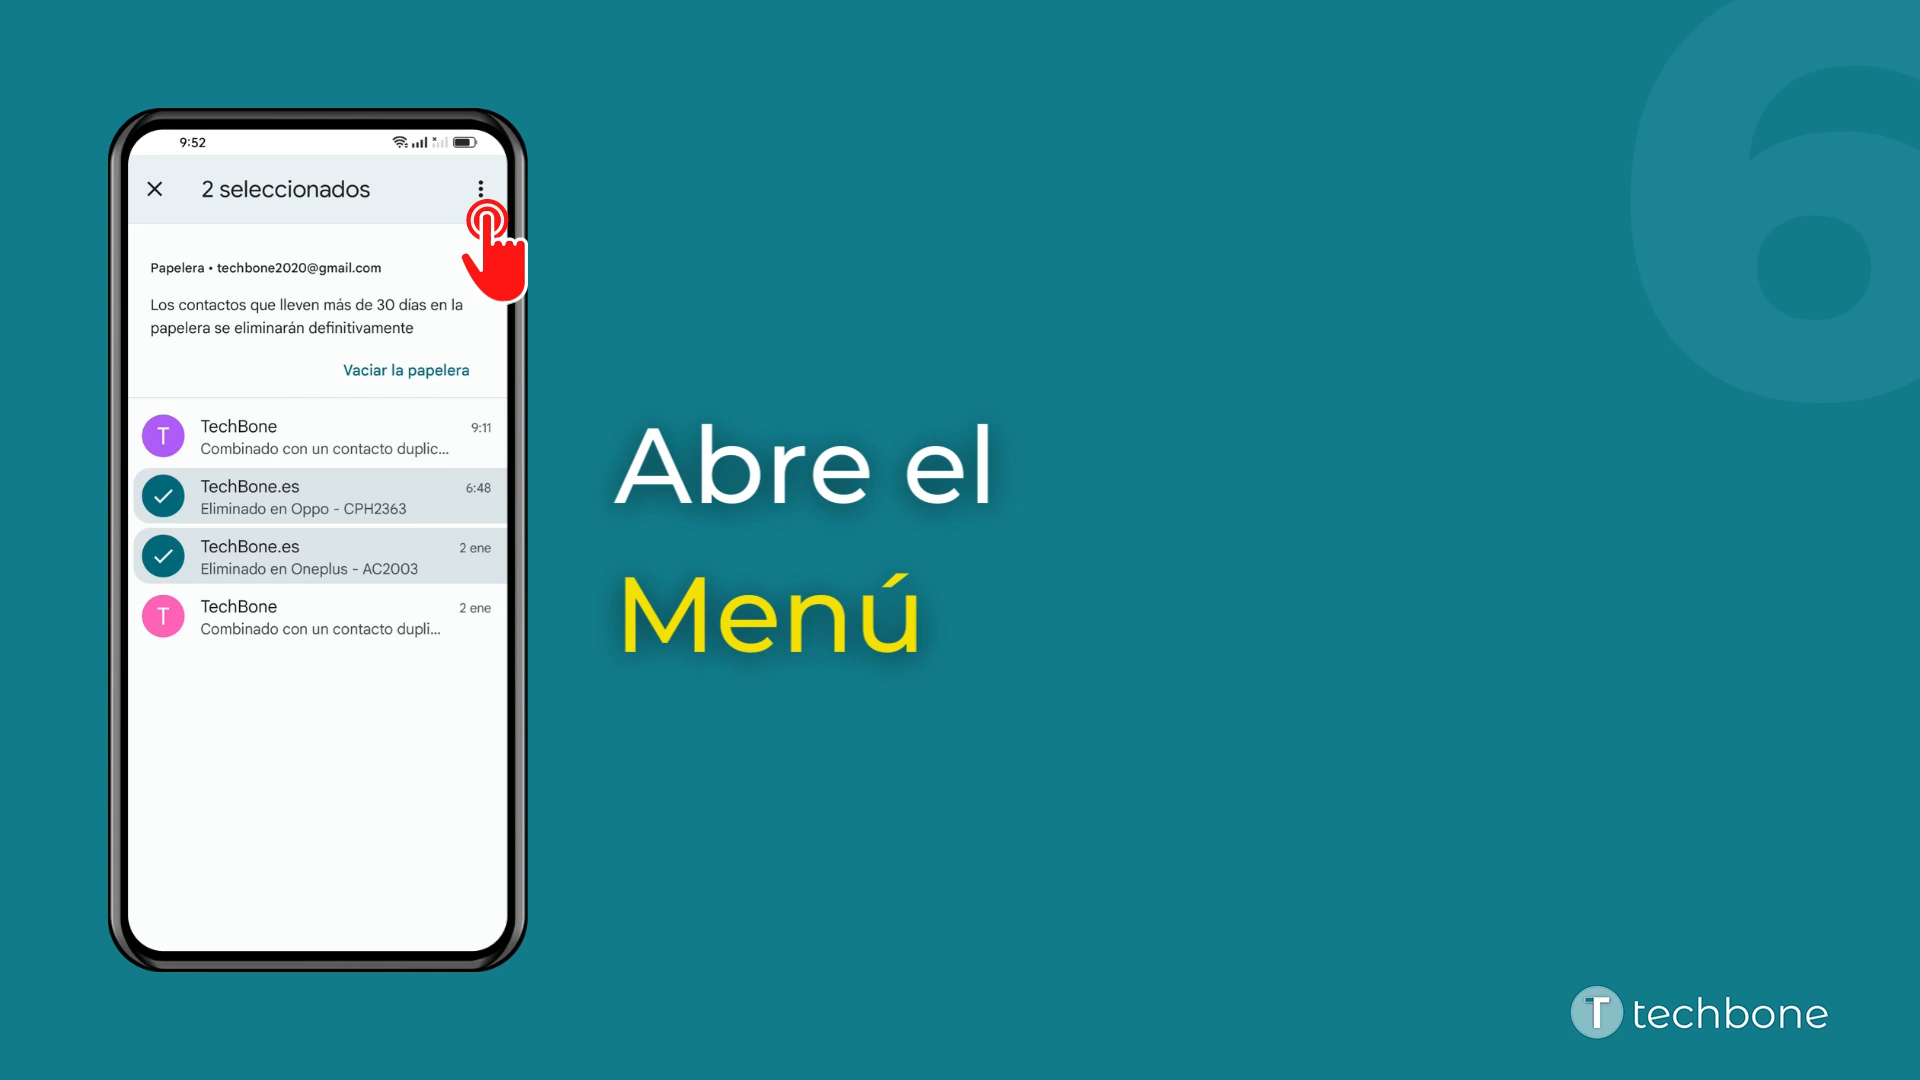 6
9:52
2 seleccionados
Papelera • techbone2020@gmail.com
Los contactos que lleven más de 30 días en la
papelera se eliminarán definitivamente
Vaciar la papelera
T
TechBone
9:11
Combinado con un contacto duplic...
TechBone.es
6:48
Eliminado en Oppo - CPH2363
TechBone.es
2 ene
Eliminado en Oneplus - AC2003
T
TechBone
2 ene
Combinado con un contacto dupli...
Abre el
Menú
T techbone